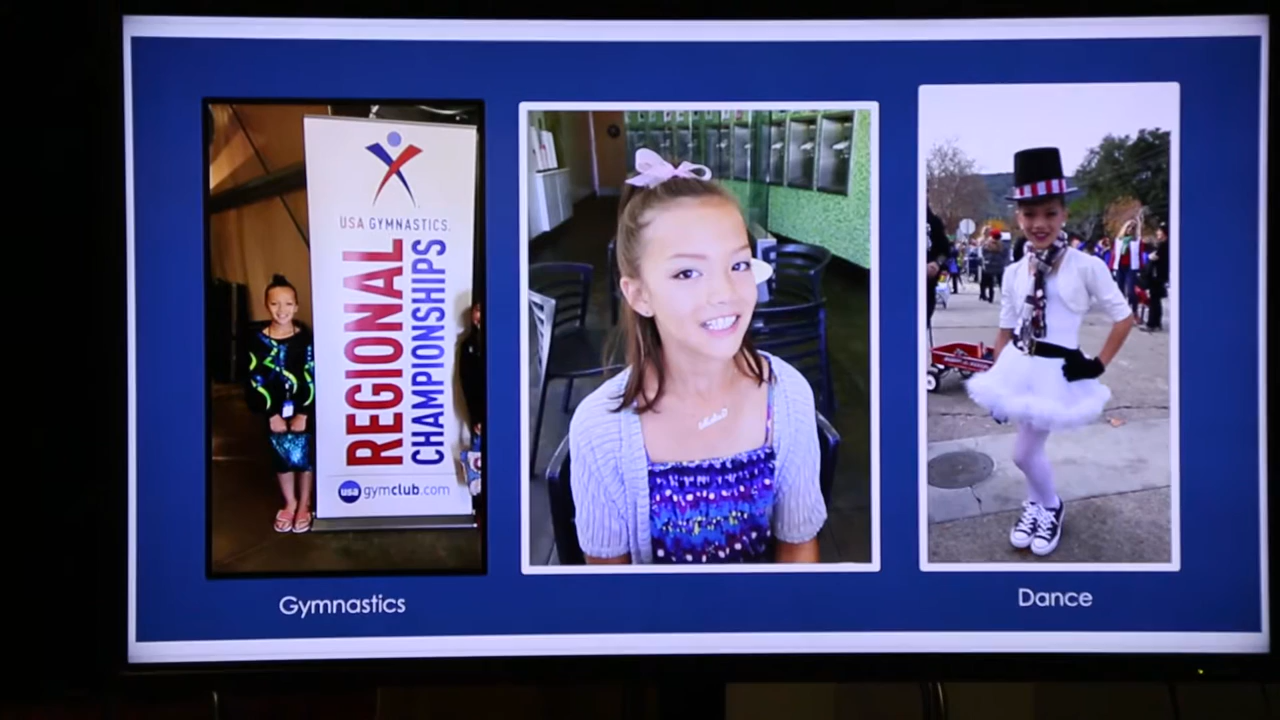 USA GYMNASTICS.
REGIONAL
CHAMPIONSHIPS
usa gymclub.com
Gymnastics
Dance